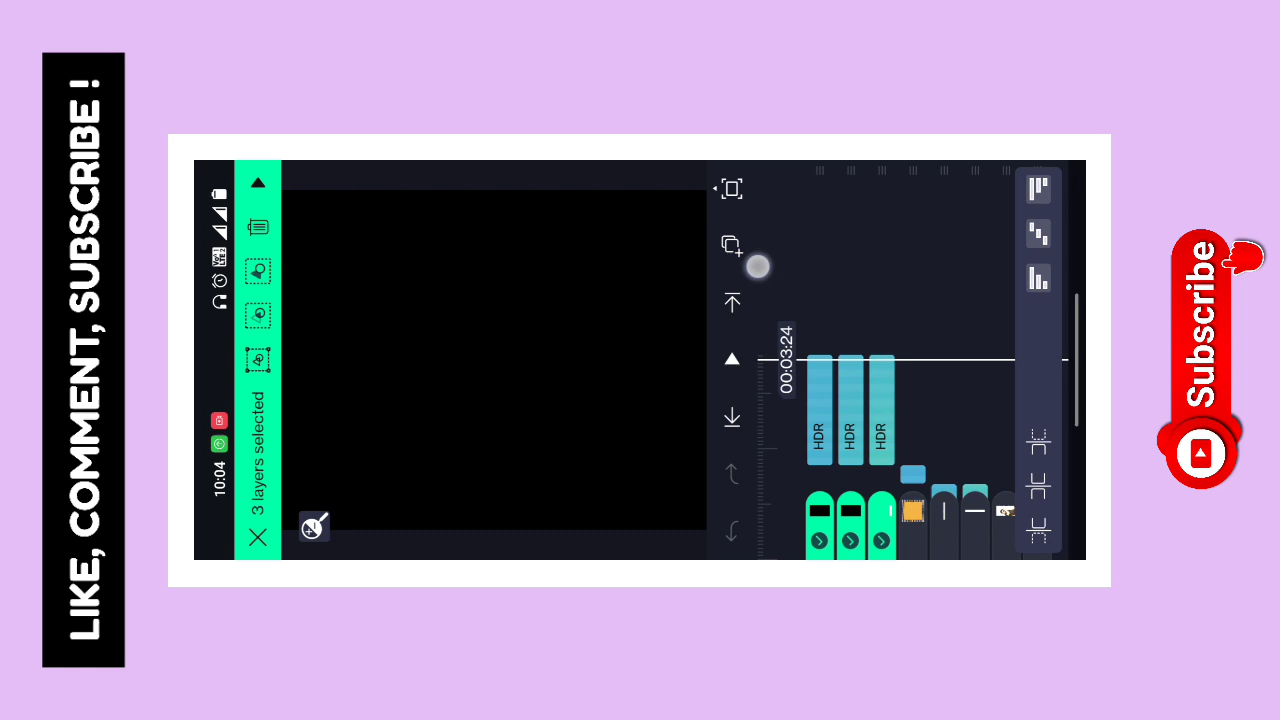 LIKE, COMMENT, SUBSCRIBE !
10:04
3 layers selected
00:03:24
HDR
HDR
HDR
Subscribe